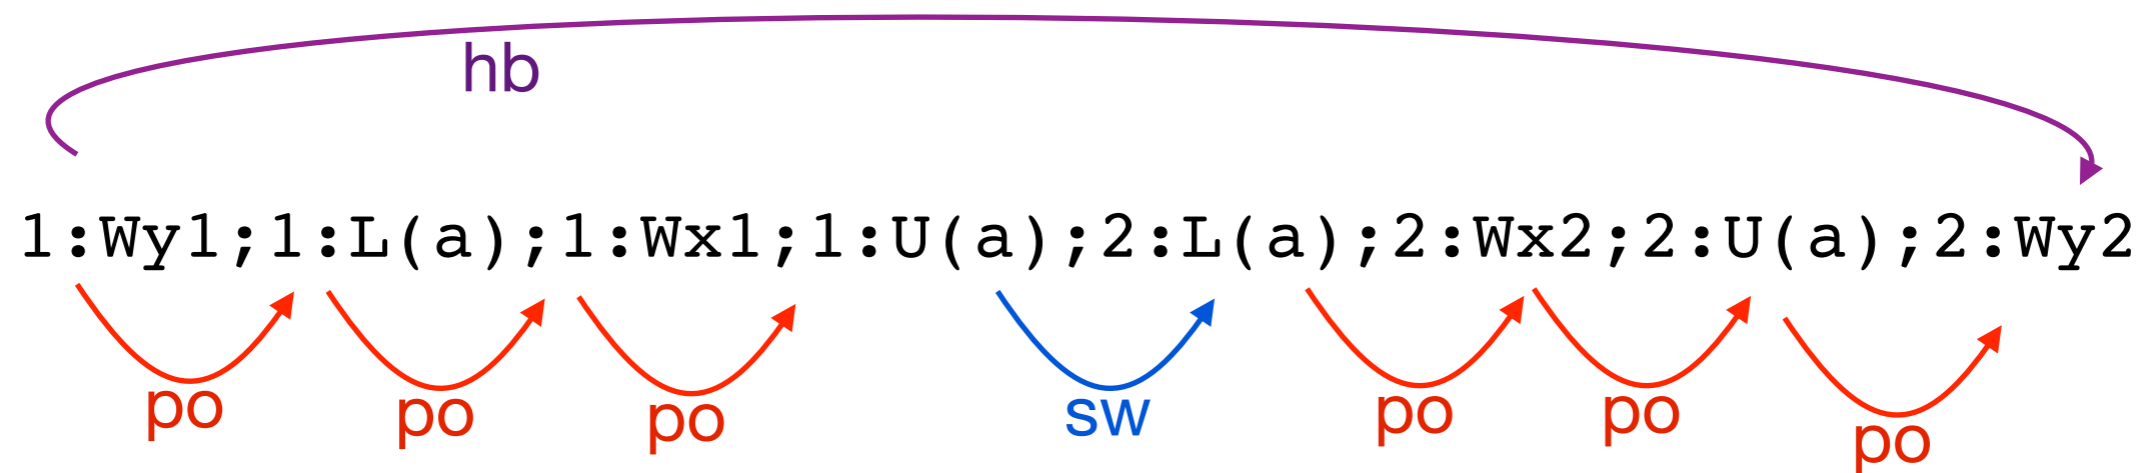 hb
1:Wy1;1:L(a);1:Wx1;1:U(a);2:L(a);2:Wx2;2:U(a);2:Wy2
po po po sw po po po